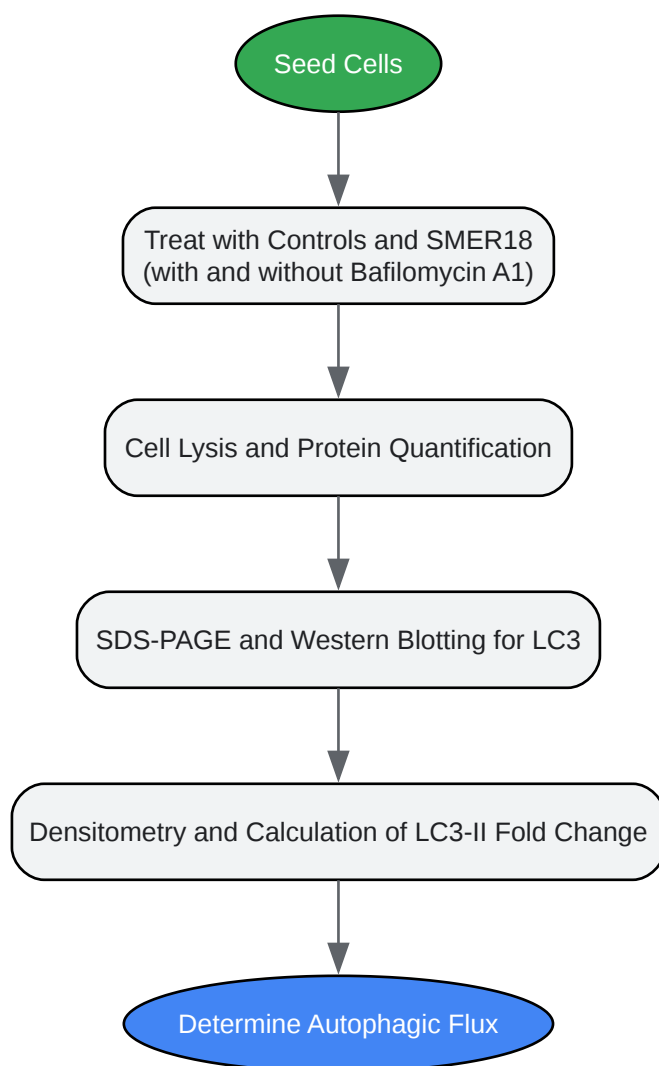 Seed Cells
Treat with Controls and SMER18
(with and without Bafilomycin A1)
Cell Lysis and Protein Quantification
SDS-PAGE and Western Blotting for LC3
Densitometry and Calculation of LC3-II Fold Change
Determine Autophagic Flux